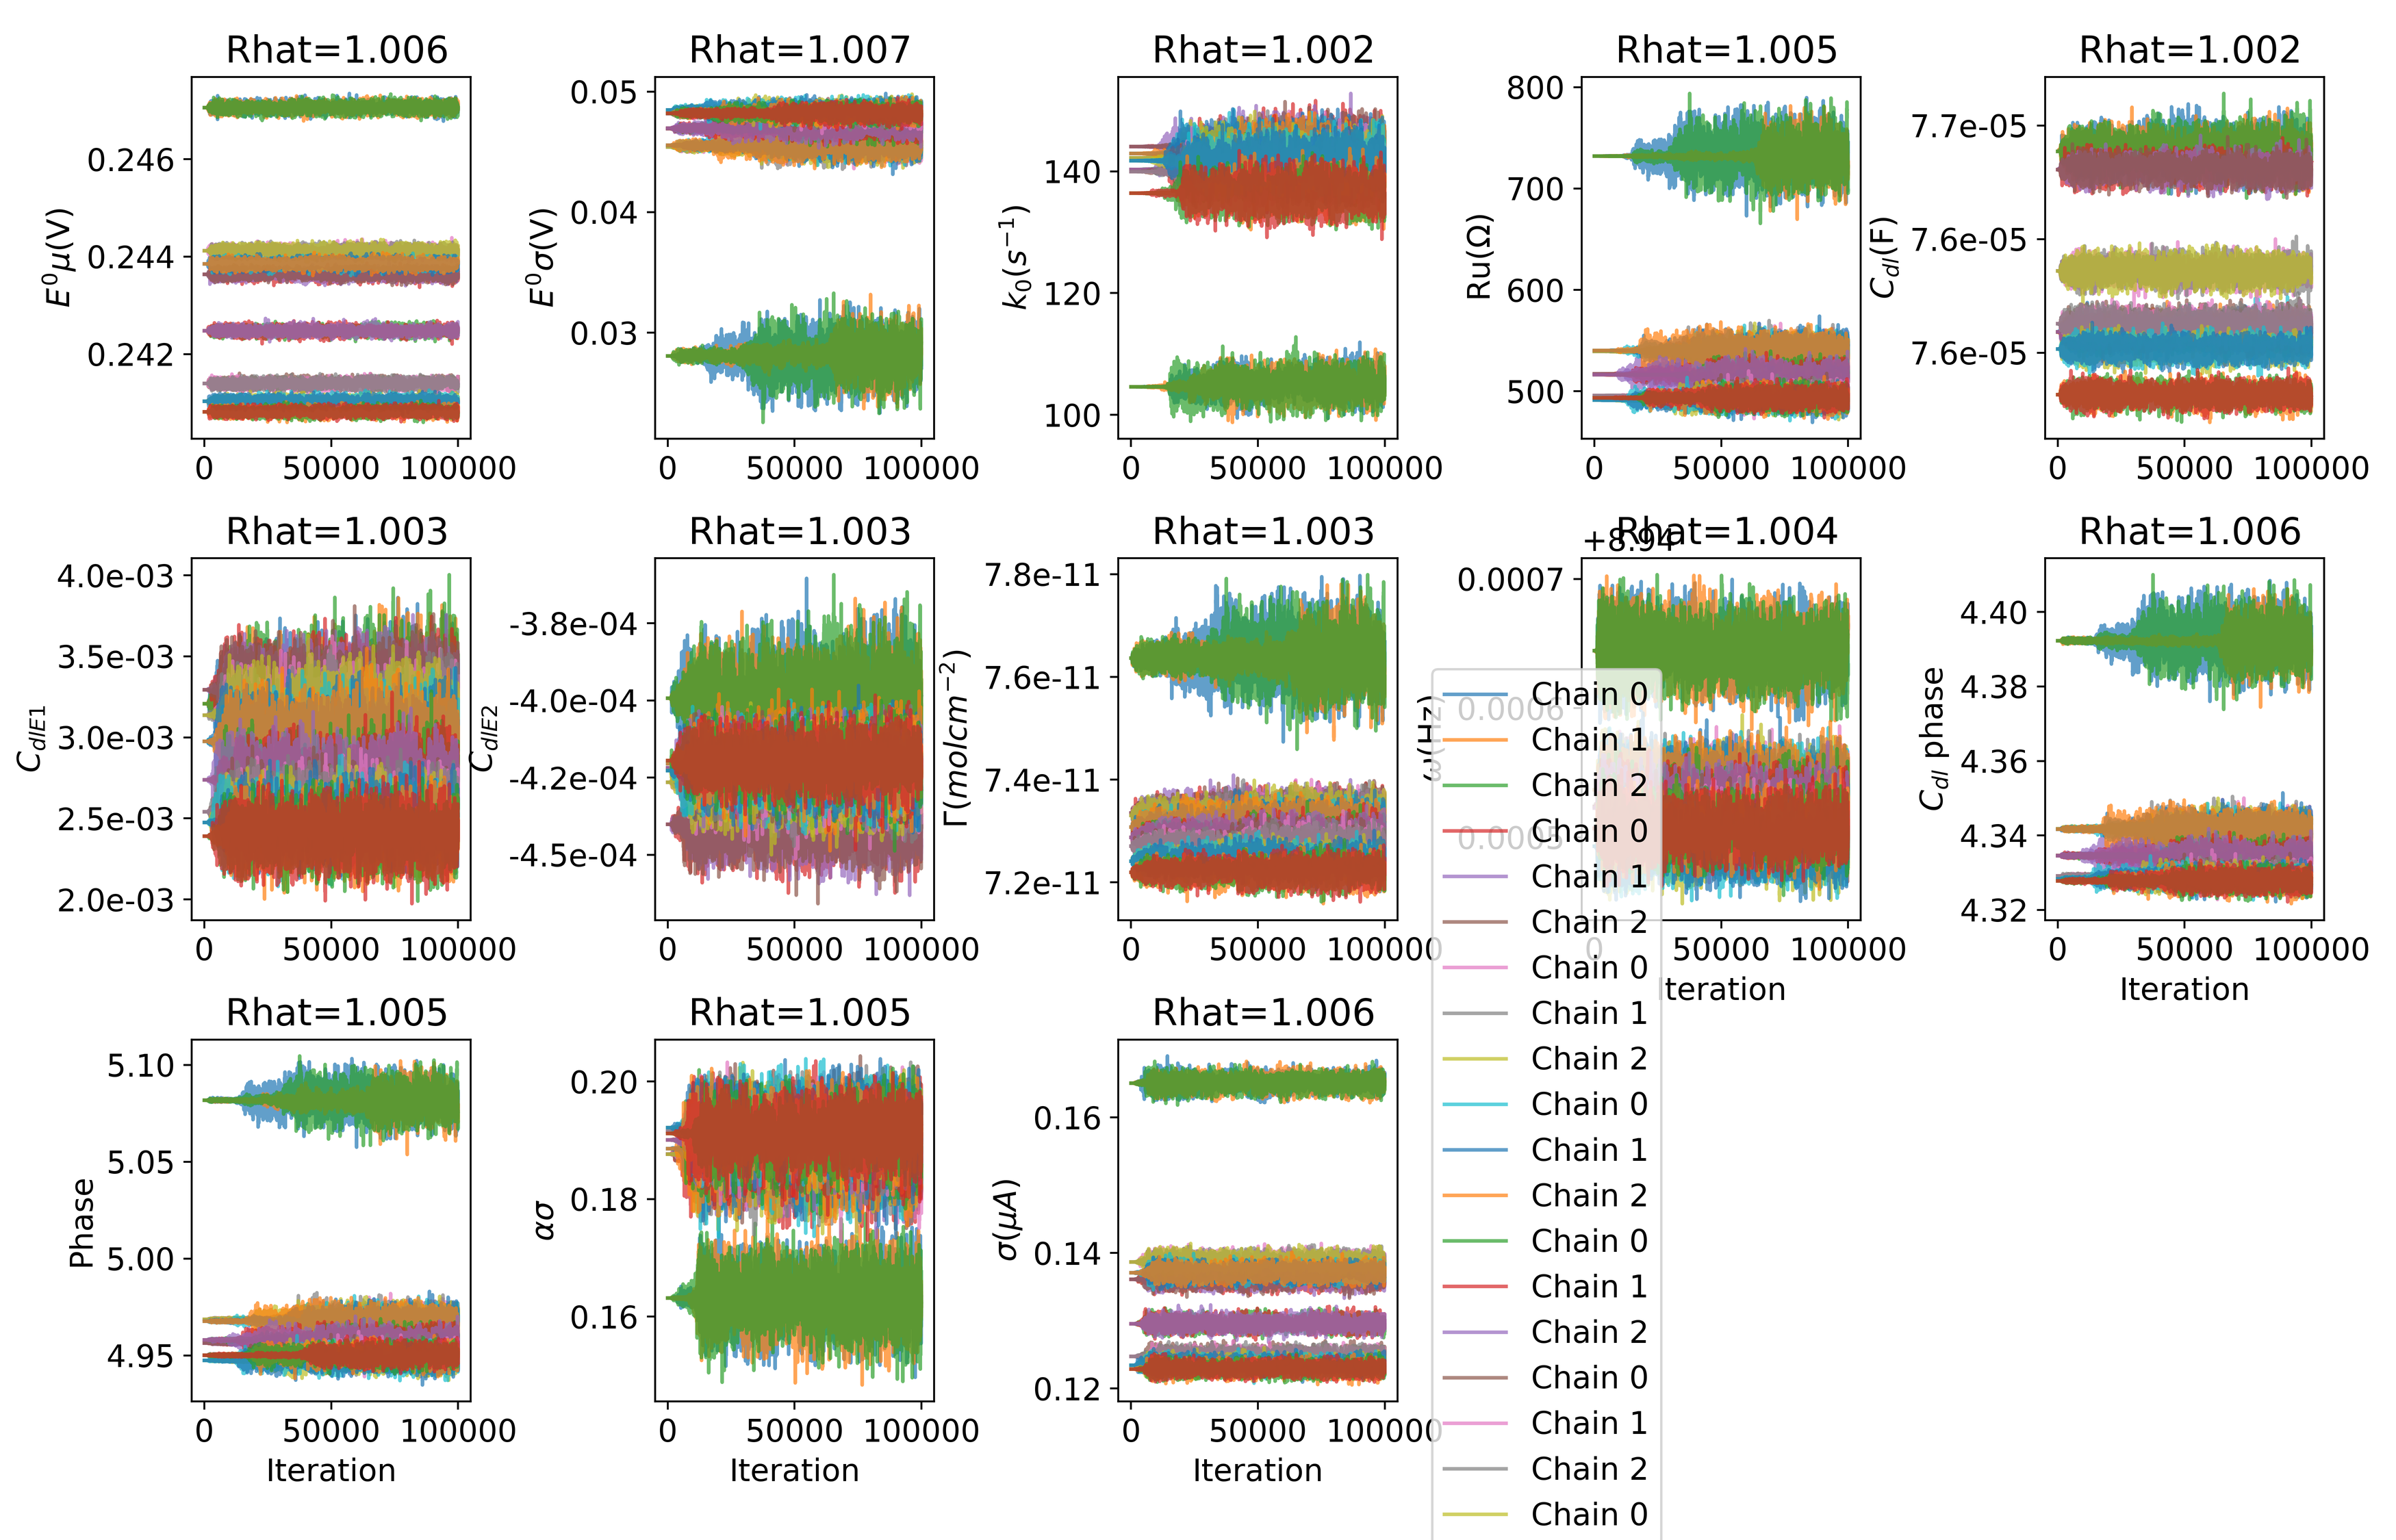 Rhat=1.006
Rhat=1.007
Rhat=1.002
Rhat=1.005
Rhat=1.002
0.246
0.244
0.242
E⁰μ(V)
0 50000 100000
0.05
0.04
0.03
E⁰σ(V)
0 50000 100000
140
120
100
k₀(s⁻¹)
0 50000 100000
800
700
600
500
Ru(Ω)
0 50000 100000
7.7e-05
7.6e-05
7.6e-05
C_dl(F)
0 50000 100000
Rhat=1.003
Rhat=1.003
Rhat=1.003
+8.94
Rhat=1.004
Rhat=1.006
4.0e-03
3.5e-03
3.0e-03
2.5e-03
2.0e-03
C_dlE1
0 50000 100000
-3.8e-04
-4.0e-04
-4.2e-04
-4.5e-04
C_dlE2
0 50000 100000
7.8e-11
7.6e-11
7.4e-11
7.2e-11
Γ(molcm⁻²)
0 50000 100000
0.0007
0.0006
0.0005
ω(Hz)
0 50000 100000
Iteration
4.40
4.38
4.36
4.34
4.32
C_dl phase
0 50000 100000
Iteration
Rhat=1.005
Rhat=1.005
Rhat=1.006
5.10
5.05
5.00
4.95
Phase
0 50000 100000
Iteration
0.20
0.18
0.16
ασ
0 50000 100000
Iteration
0.16
0.14
0.12
σ(μA)
0 50000 100000
Iteration
Chain 0
Chain 1
Chain 2
Chain 0
Chain 1
Chain 2
Chain 0
Chain 1
Chain 2
Chain 0
Chain 1
Chain 2
Chain 0
Chain 1
Chain 2
Chain 0
Chain 1
Chain 2
Chain 0